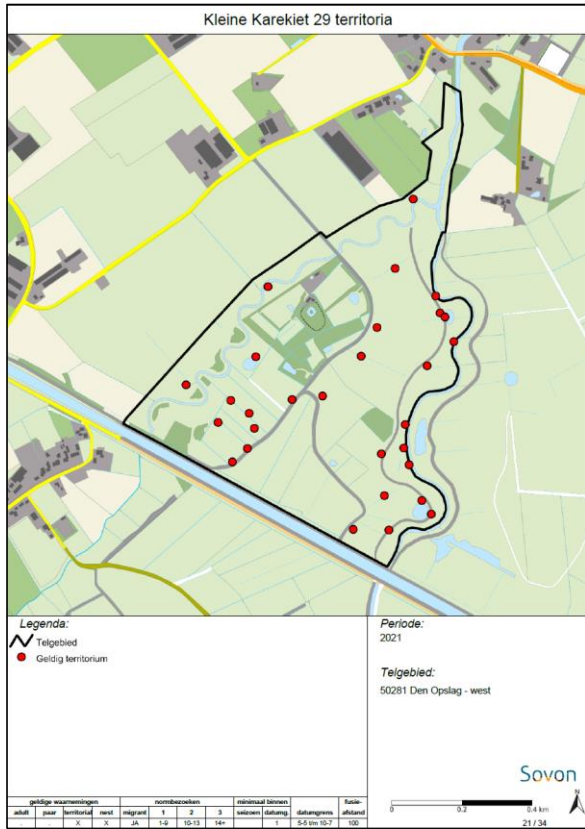 Kleine Karekiet 29 territoria
Legenda:
Telgebied
Geldig territorium
Periode:
2021
Telgebied:
50281 Den Opslag - west
Sovon
N
0 0.2 0.4 km
21 / 34
geldige waarnemingen normbezoeken minimaal binnen fusie-
adult paar territoriaal nest migrant 1 2 3 seizoen datumg. datumgrens afstand
. . X X JA 1-9 10-13 14+ . 1 5-5 t/m 10-7 100